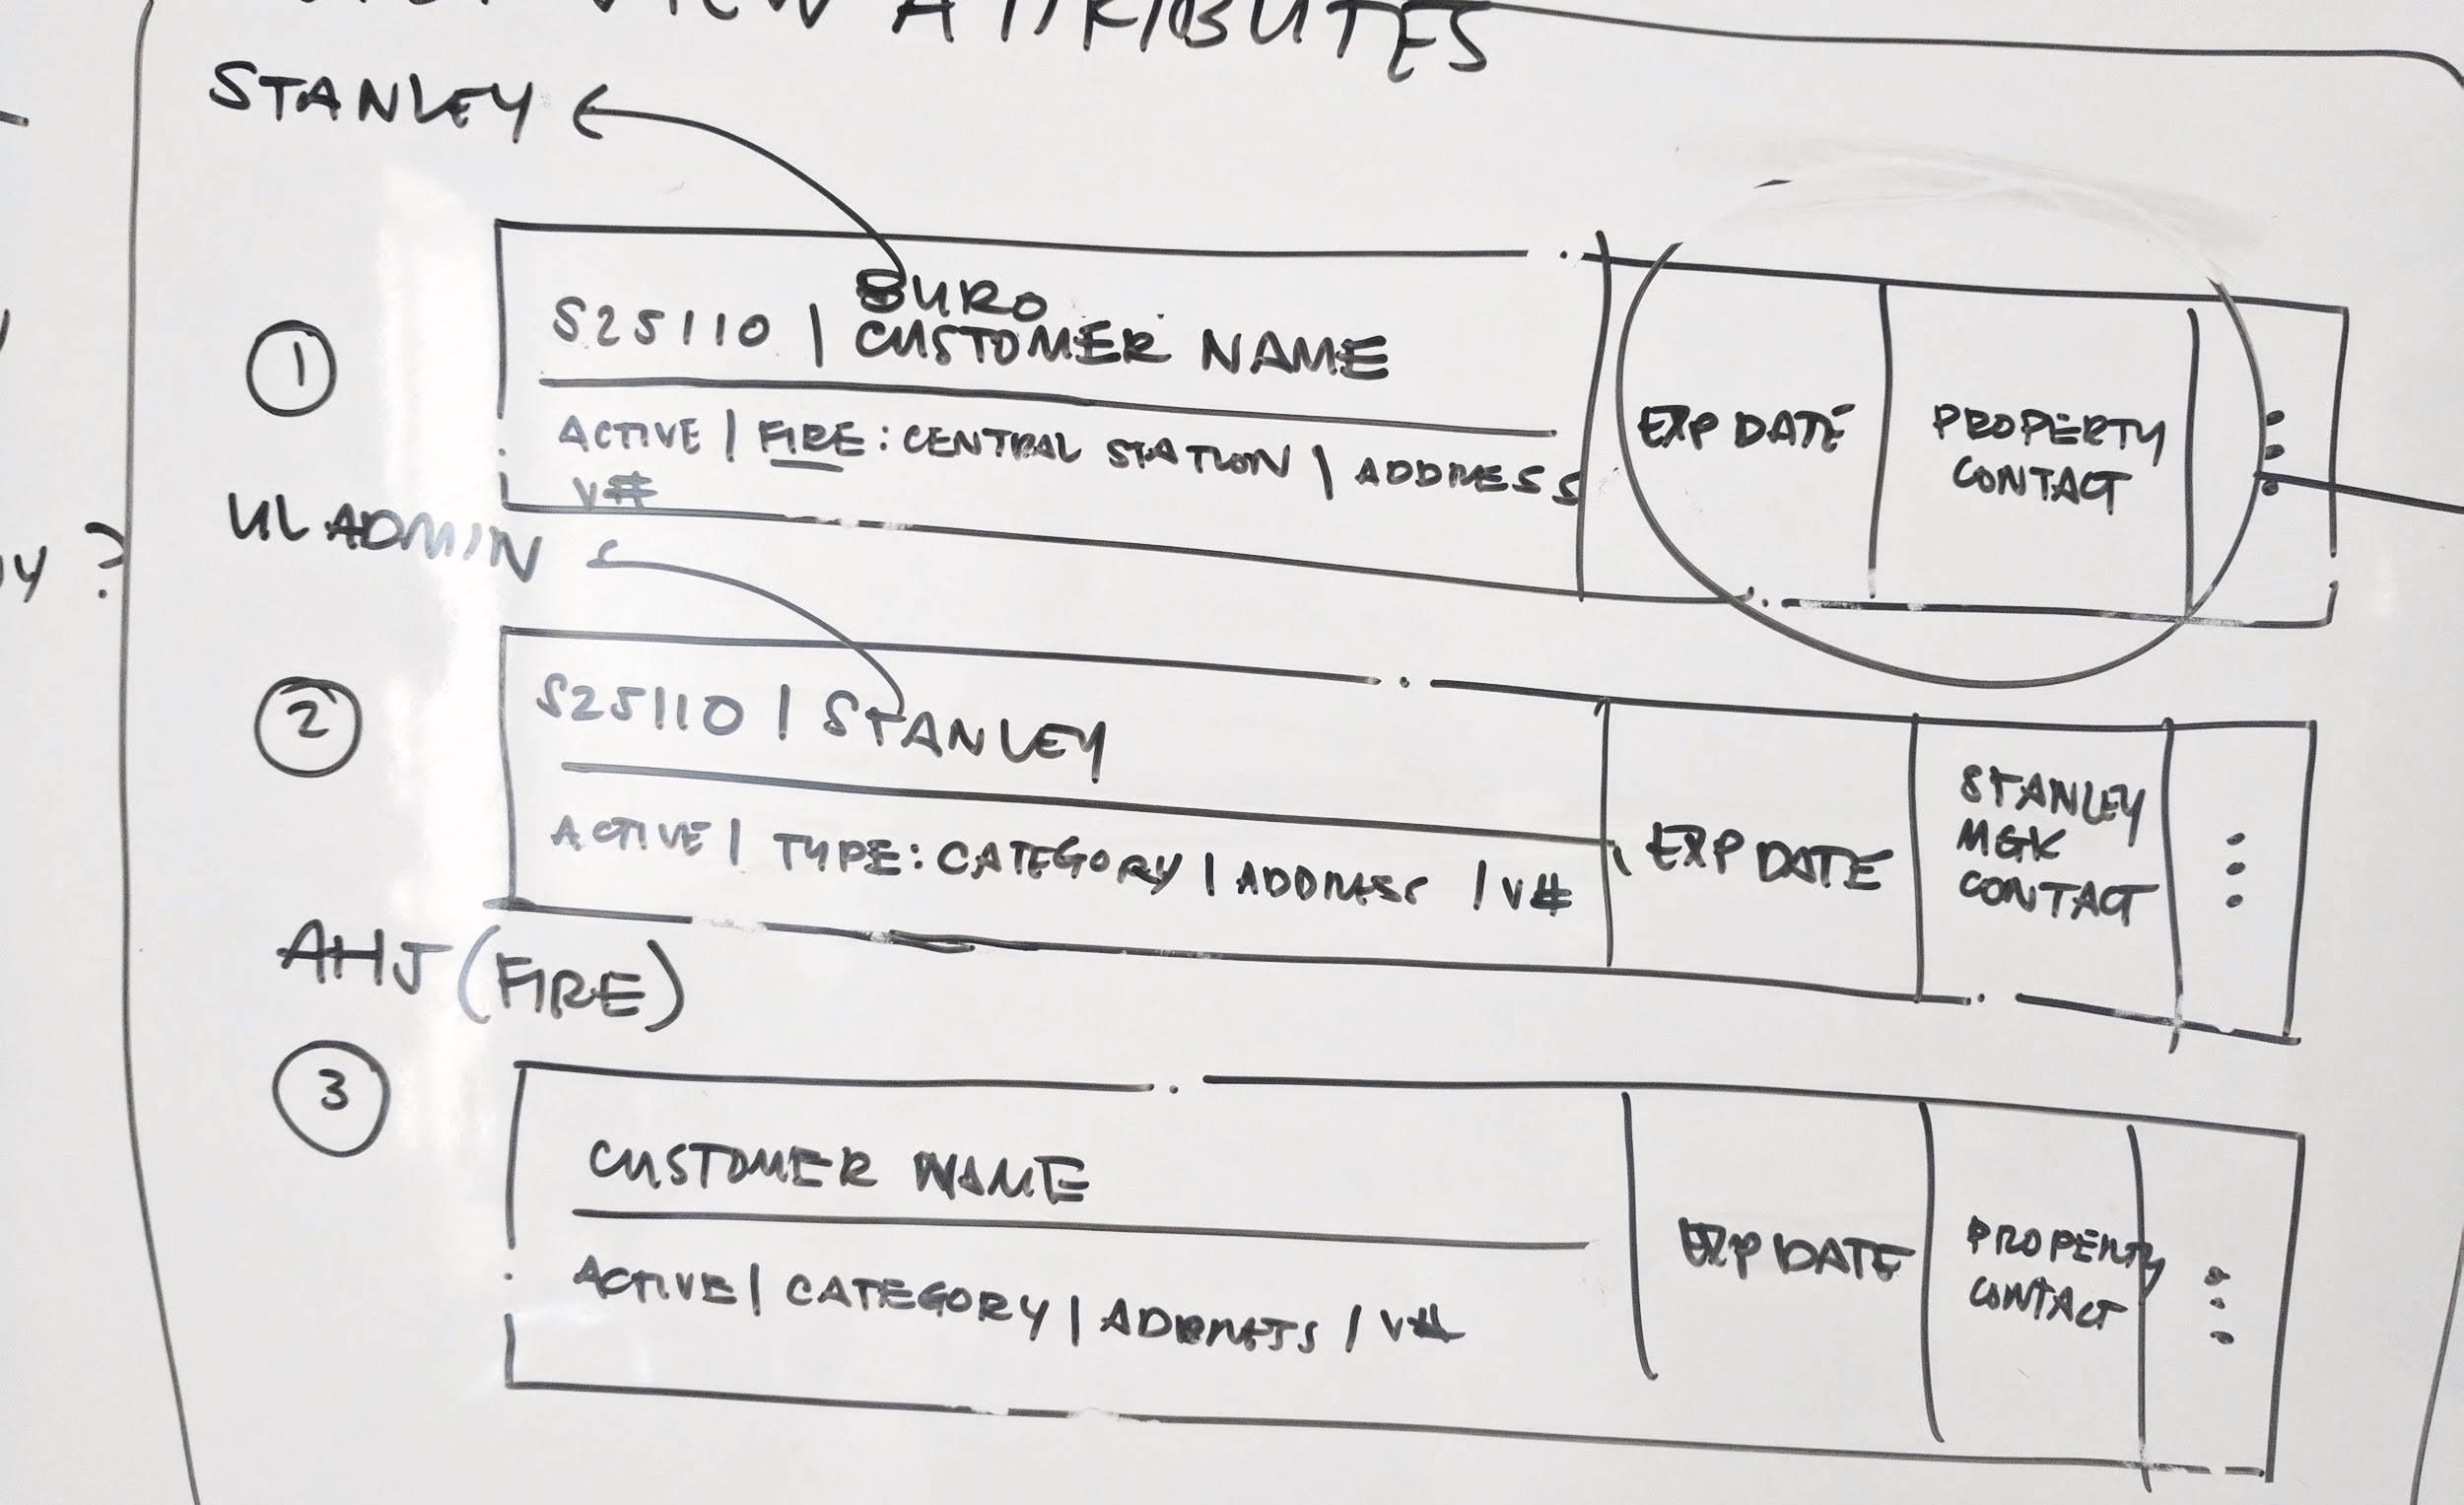 VIEW ATTRIBUTES
STANLEY
1
S25110 | BURO
CUSTOMER NAME
ACTIVE | FIRE: CENTRAL STATION | ADDRESS
V#
EXP DATE
PROPERTY
CONTACT
UL ADMIN
2
S25110 | STANLEY
ACTIVE | TYPE: CATEGORY | ADDRESS | V#
EXP DATE
STANLEY
MGK
CONTACT
AHJ (FIRE)
3
CUSTOMER NAME
ACTIVE | CATEGORY | ADDRESS | V#
EXP DATE
PROPERTY
CONTACT